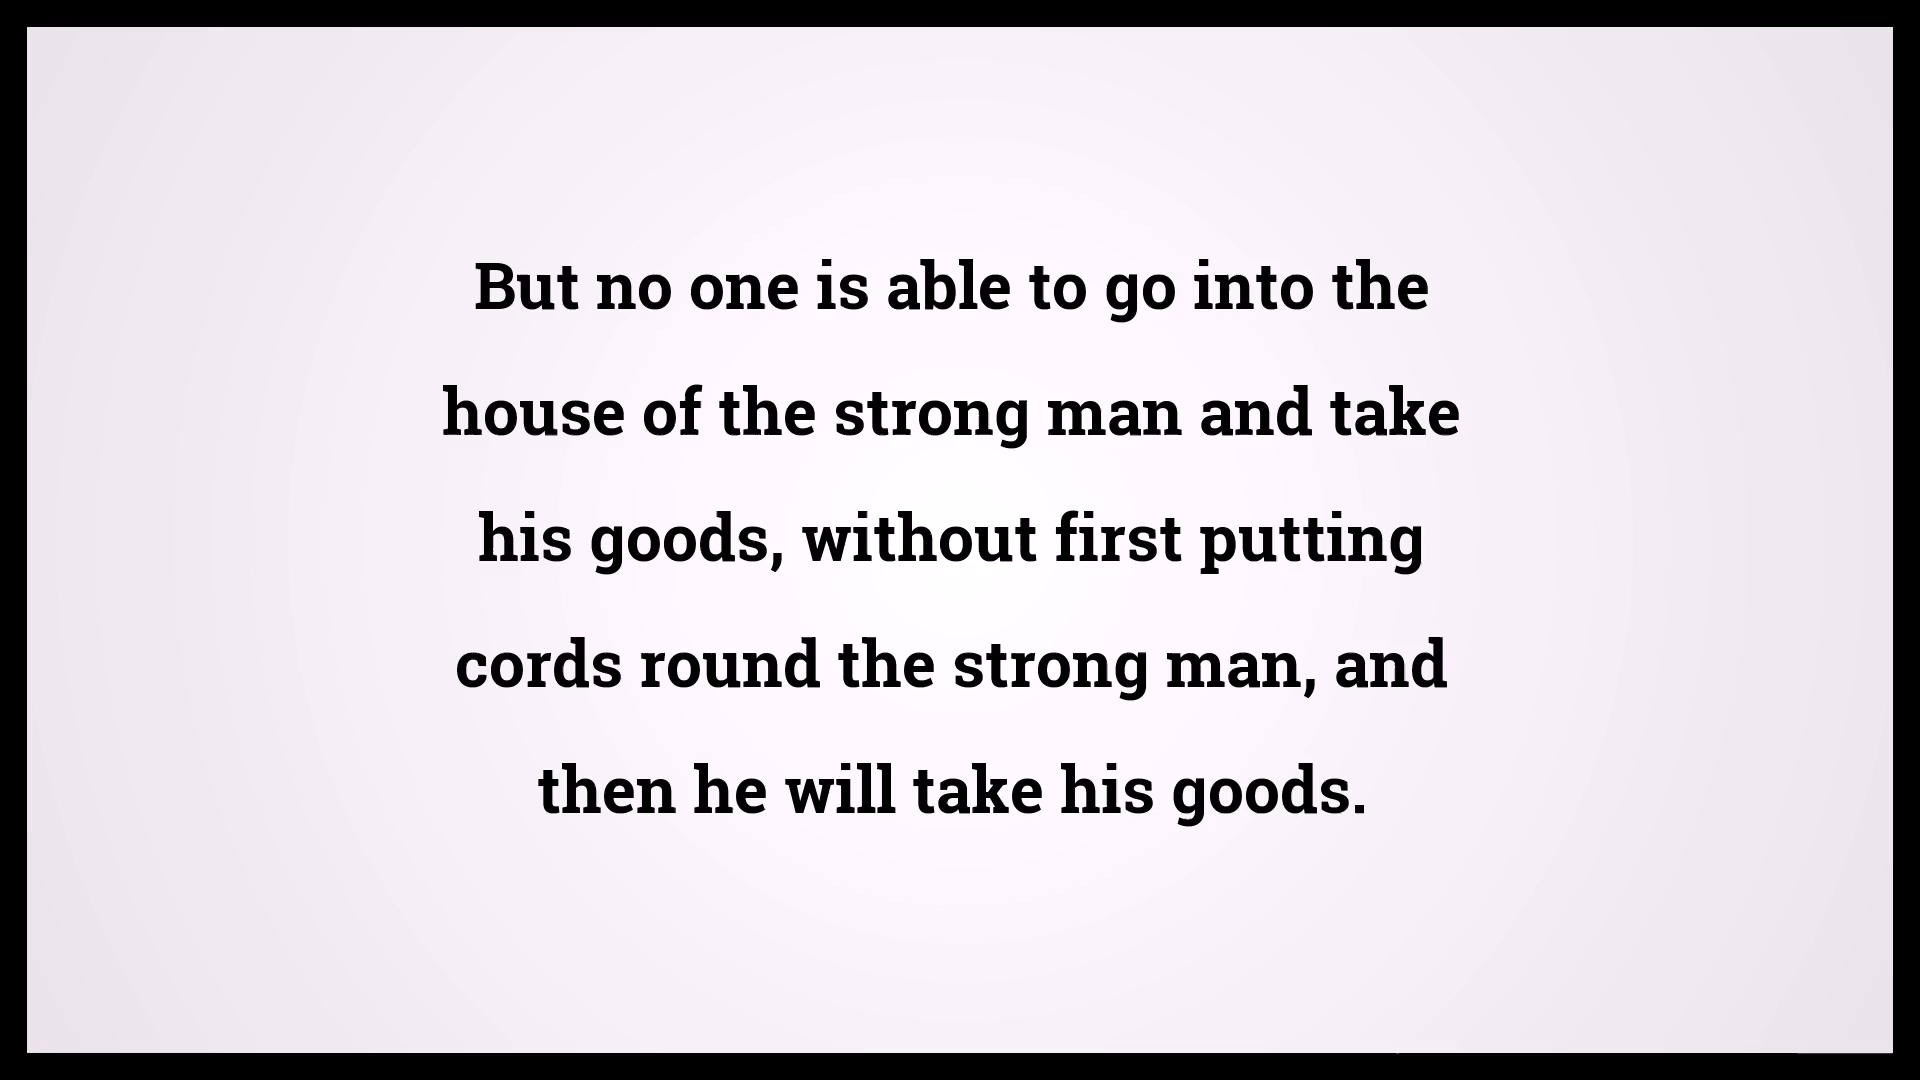 But no one is able to go into the
house of the strong man and take
his goods, without first putting
cords round the strong man, and
then he will take his goods.